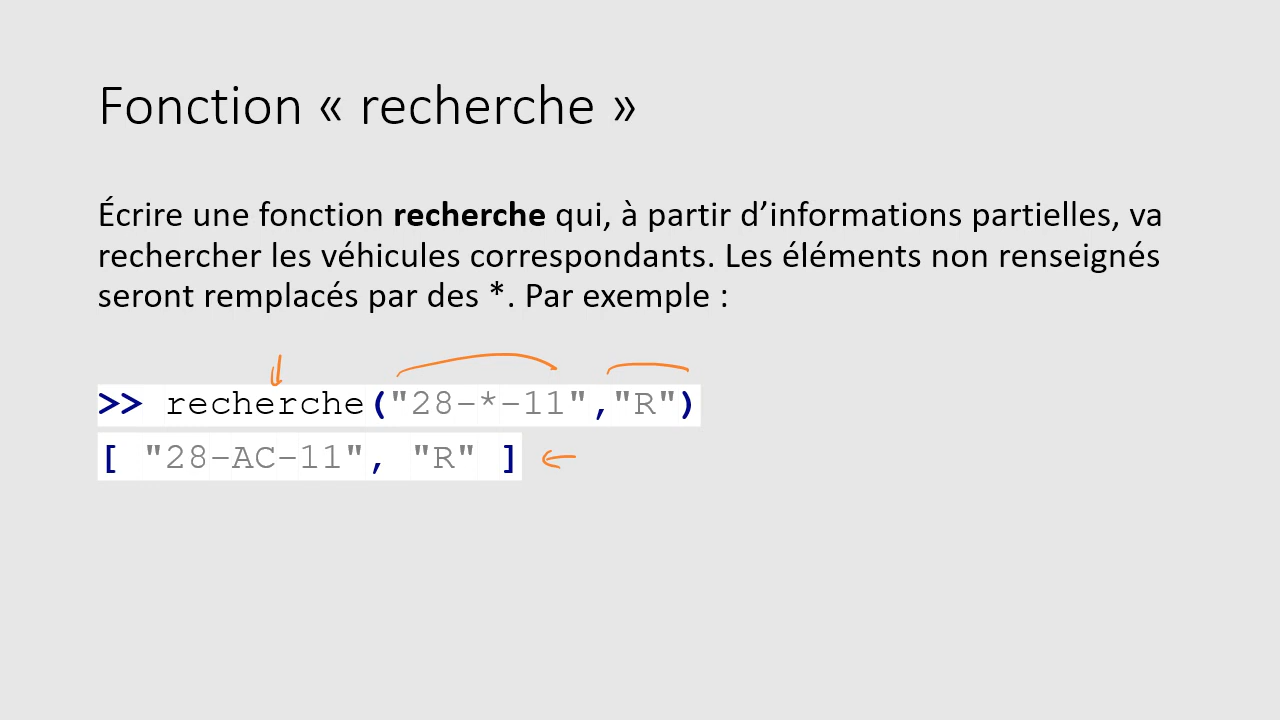 Fonction « recherche »
Écrire une fonction recherche qui, à partir d’informations partielles, va
rechercher les véhicules correspondants. Les éléments non renseignés
seront remplacés par des *. Par exemple :
>> recherche("28-*-11","R")
[ "28-AC-11", "R" ]